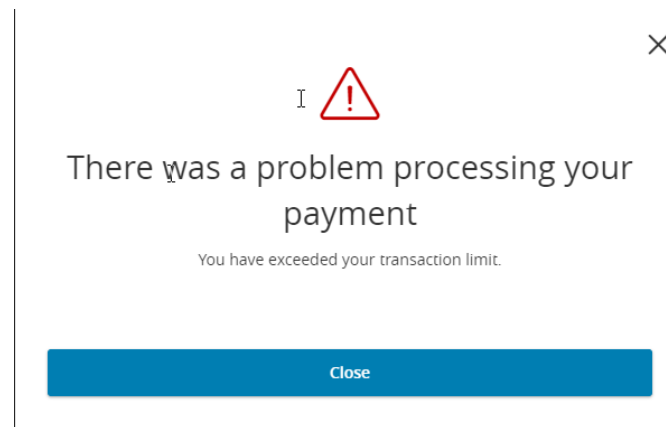 There was a problem processing your
payment
You have exceeded your transaction limit.
Close